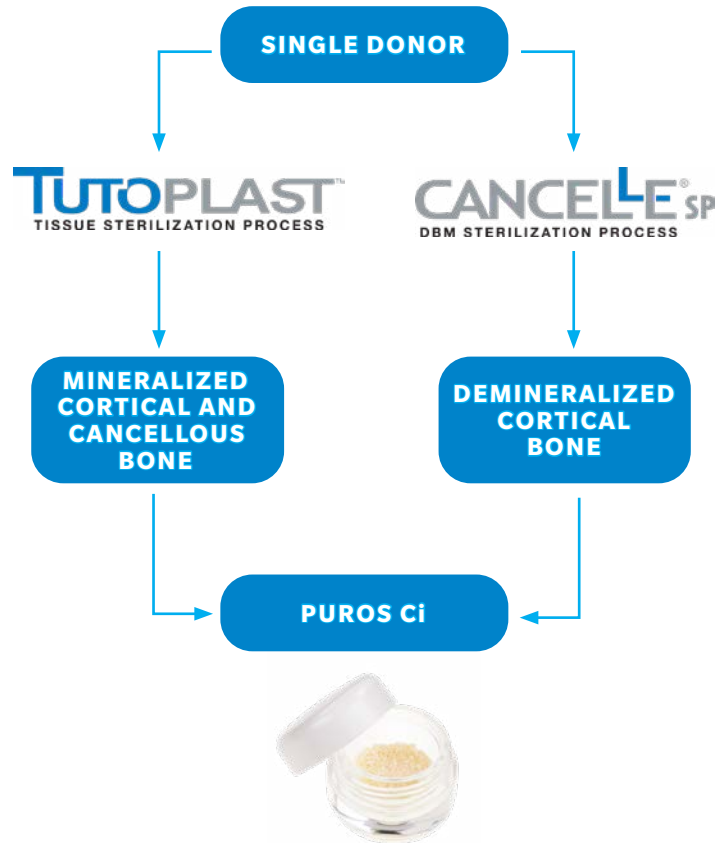 SINGLE DONOR
TUTOPLAST™
TISSUE STERILIZATION PROCESS
CANCELLE® SP
DBM STERILIZATION PROCESS
MINERALIZED
CORTICAL AND
CANCELLOUS
BONE
DEMINERALIZED
CORTICAL
BONE
PUROS Ci